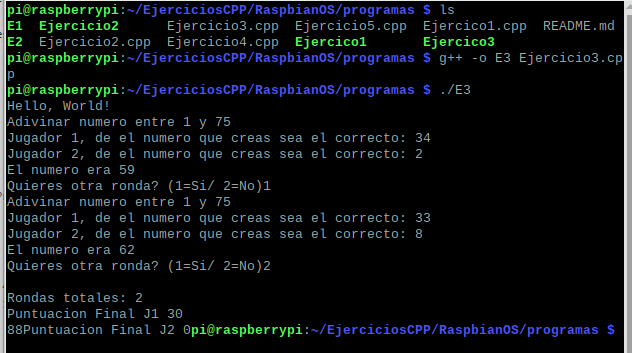 pi@raspberrypi:~/EjerciciosCPP/RaspbianOS/programas $ ls
E1  Ejercicio2      Ejercicio3.cpp  Ejercicio5.cpp  Ejercico1.cpp  README.md
E2  Ejercicio2.cpp  Ejercicio4.cpp  Ejercico1       Ejercico3
pi@raspberrypi:~/EjerciciosCPP/RaspbianOS/programas $ g++ -o E3 Ejercicio3.cp
p
pi@raspberrypi:~/EjerciciosCPP/RaspbianOS/programas $ ./E3
Hello, World!
Adivinar numero entre 1 y 75
Jugador 1, de el numero que creas sea el correcto: 34
Jugador 2, de el numero que creas sea el correcto: 2
El numero era 59
Quieres otra ronda? (1=Si/ 2=No)1
Adivinar numero entre 1 y 75
Jugador 1, de el numero que creas sea el correcto: 33
Jugador 2, de el numero que creas sea el correcto: 8
El numero era 62
Quieres otra ronda? (1=Si/ 2=No)2

Rondas totales: 2
Puntuacion Final J1 30
88Puntuacion Final J2 0pi@raspberrypi:~/EjerciciosCPP/RaspbianOS/programas $